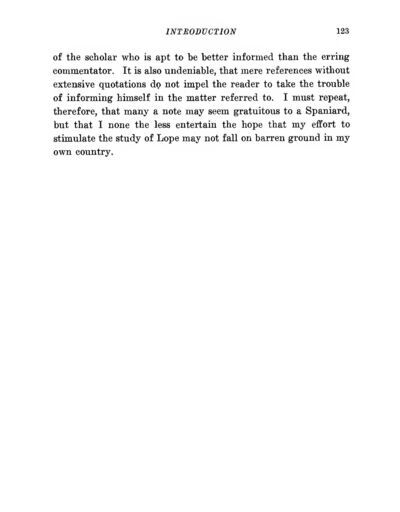 INTRODUCTION 123
of the scholar who is apt to be better informed than the erring
commentator. It is also undeniable, that mere references without
extensive quotations do not impel the reader to take the trouble
of informing himself in the matter referred to. I must repeat,
therefore, that many a note may seem gratuitous to a Spaniard,
but that I none the less entertain the hope that my effort to
stimulate the study of Lope may not fall on barren ground in my
own country.